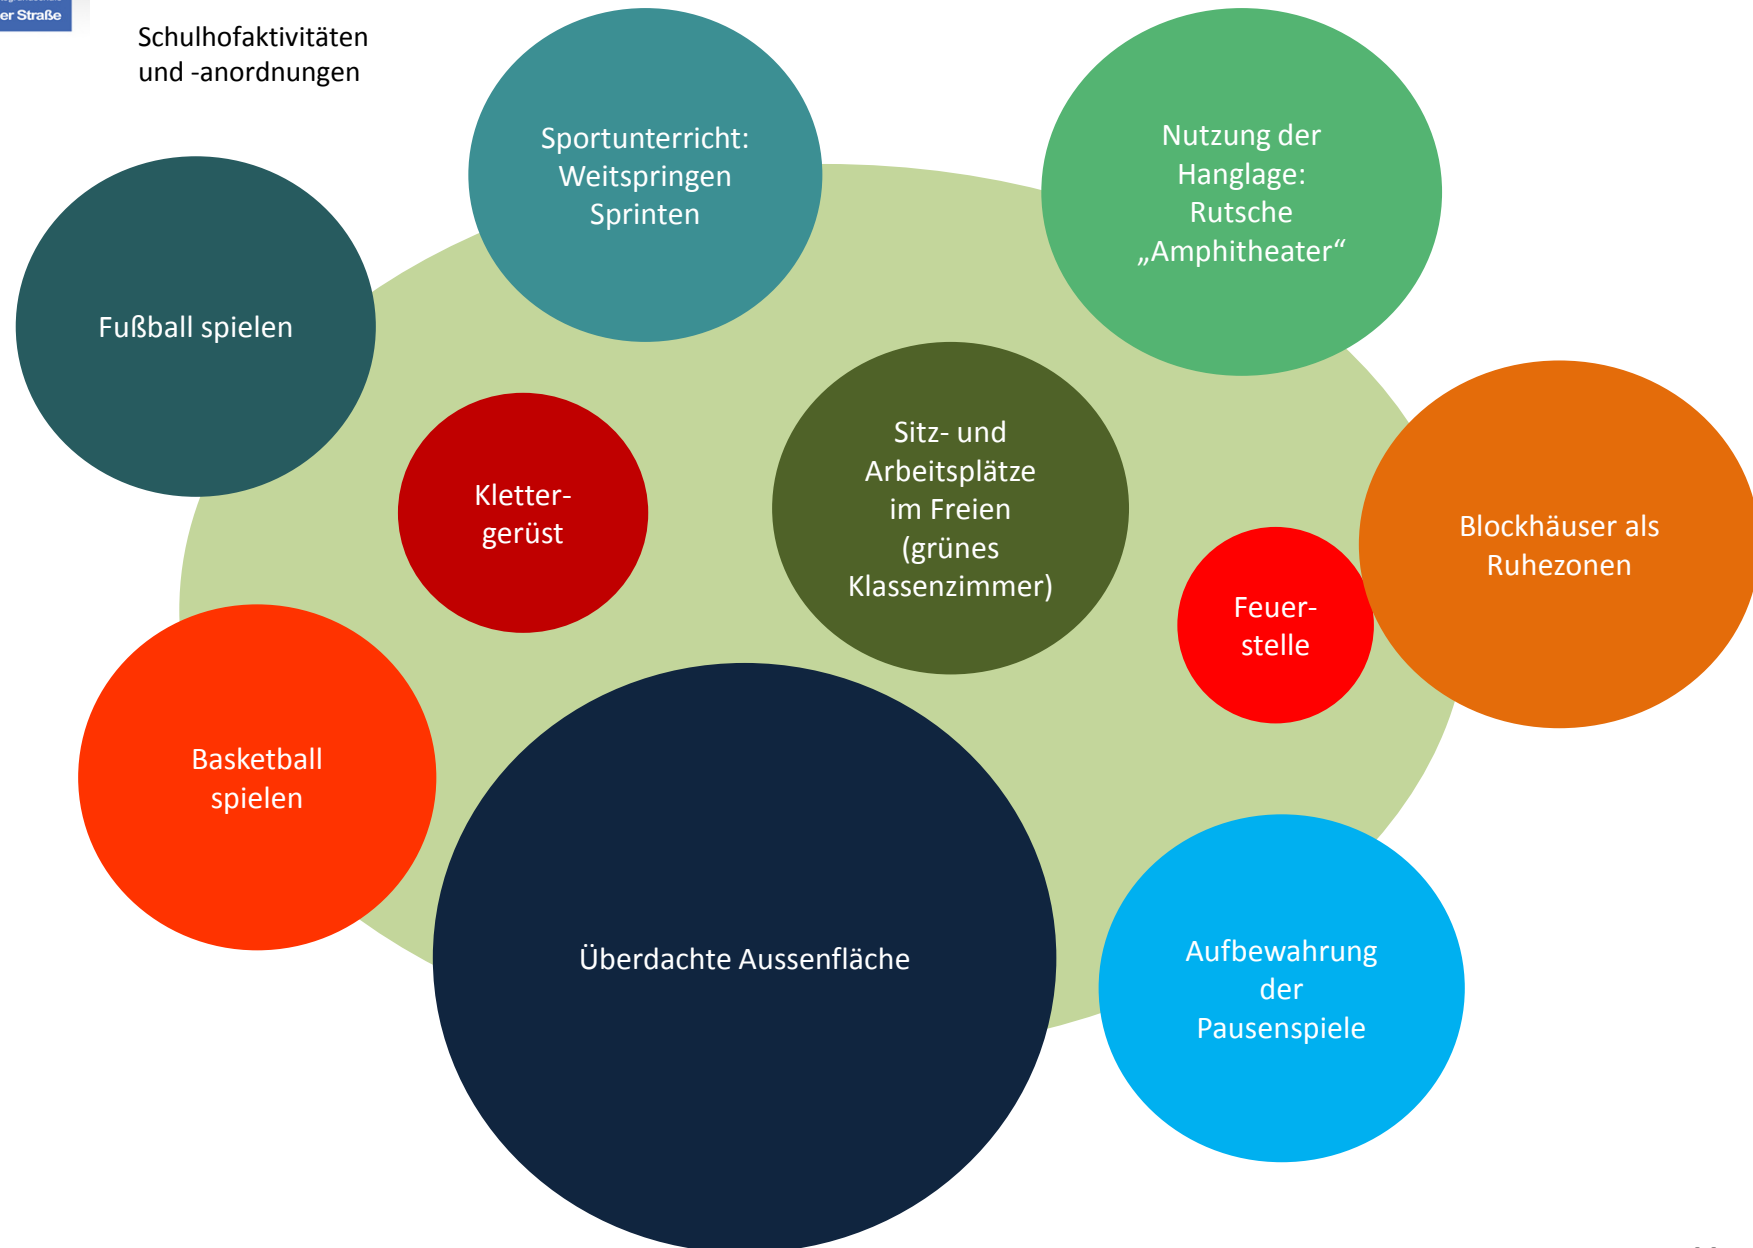 er Straße
Schulhofaktivitäten
und -anordnungen
Sportunterricht:
Weitspringen
Sprinten
Nutzung der
Hanglage:
Rutsche
„Amphitheater“
Fußball spielen
Kletter-
gerüst
Sitz- und
Arbeitsplätze
im Freien
(grünes
Klassenzimmer)
Blockhäuser als
Ruhezonen
Feuer-
stelle
Basketball
spielen
Überdachte Aussenfläche
Aufbewahrung
der
Pausenspiele